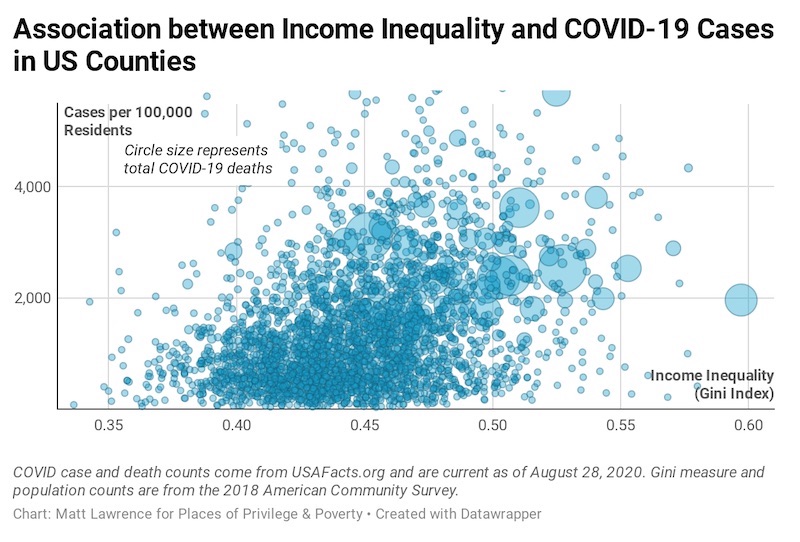 Association between Income Inequality and COVID-19 Cases
in US Counties
Cases per 100,000
Residents
Circle size represents
total COVID-19 deaths
4,000
2,000
Income Inequality
(Gini Index)
0.35 0.40 0.45 0.50 0.55 0.60
COVID case and death counts come from USAFacts.org and are current as of August 28, 2020. Gini measure and
population counts are from the 2018 American Community Survey.
Chart: Matt Lawrence for Places of Privilege & Poverty • Created with Datawrapper